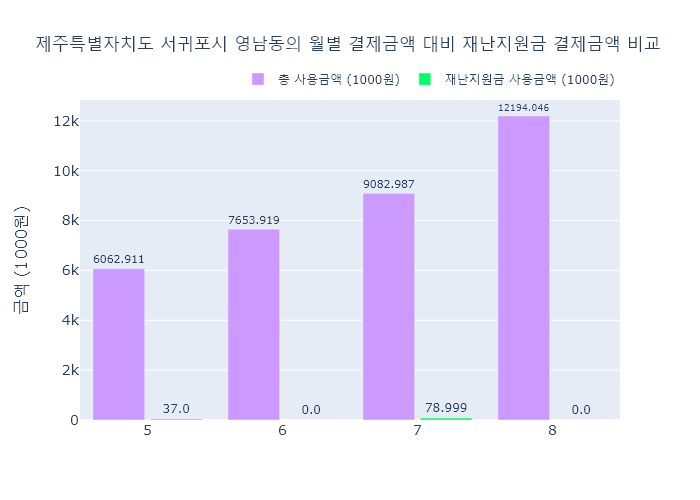 제주특별자치도 서귀포시 영남동의 월별 결제금액 대비 재난지원금 결제금액 비교
총 사용금액 (1000원) 재난지원금 사용금액 (1000원)
12194.046
12k
10k
9082.987
8k
7653.919
6062.911
6k
4k
2k
37.0 0.0 78.999 0.0
0
5 6 7 8
금액 (1000원)